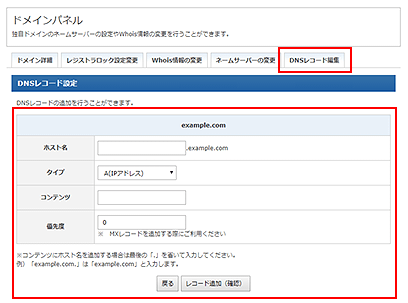 ドメインパネル
独自ドメインのネームサーバーの設定やWhois情報の変更を行うことができます。
ドメイン詳細 レジストラロック設定変更 Whois情報の変更 ネームサーバーの変更 DNSレコード編集
DNSレコード設定
DNSレコードの追加を行うことができます。
example.com
ホスト名 .example.com
タイプ A(IPアドレス)
コンテンツ
優先度 0
※ MXレコードを追加する際にご利用ください
※コンテンツにホスト名を追加する場合は最後の「.」を省いて入力してください。
例）「example.com.」は「example.com」と入力します。
戻る レコード追加（確認）